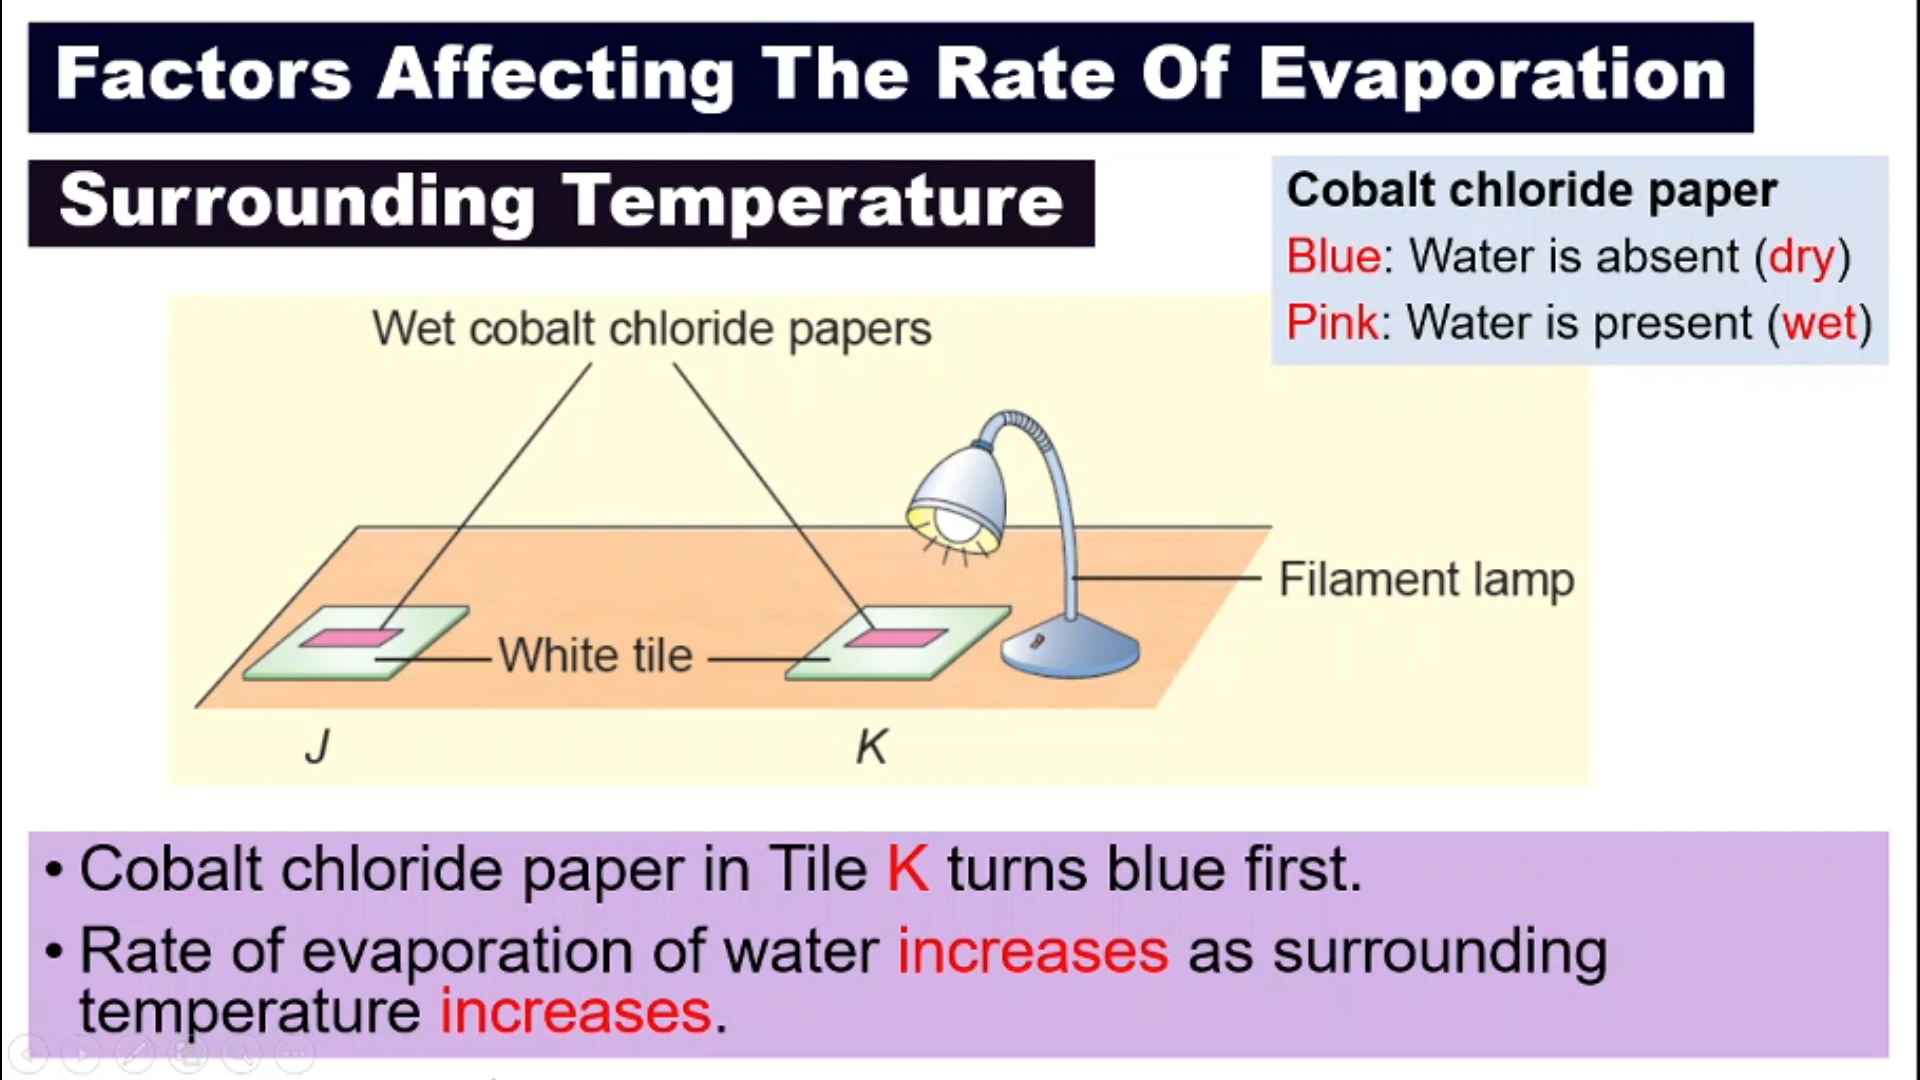 Factors Affecting The Rate Of Evaporation
Surrounding Temperature
Cobalt chloride paper
Blue: Water is absent (dry)
Pink: Water is present (wet)
Wet cobalt chloride papers
Filament lamp
White tile
J
K
• Cobalt chloride paper in Tile K turns blue first.
• Rate of evaporation of water increases as surrounding
temperature increases.